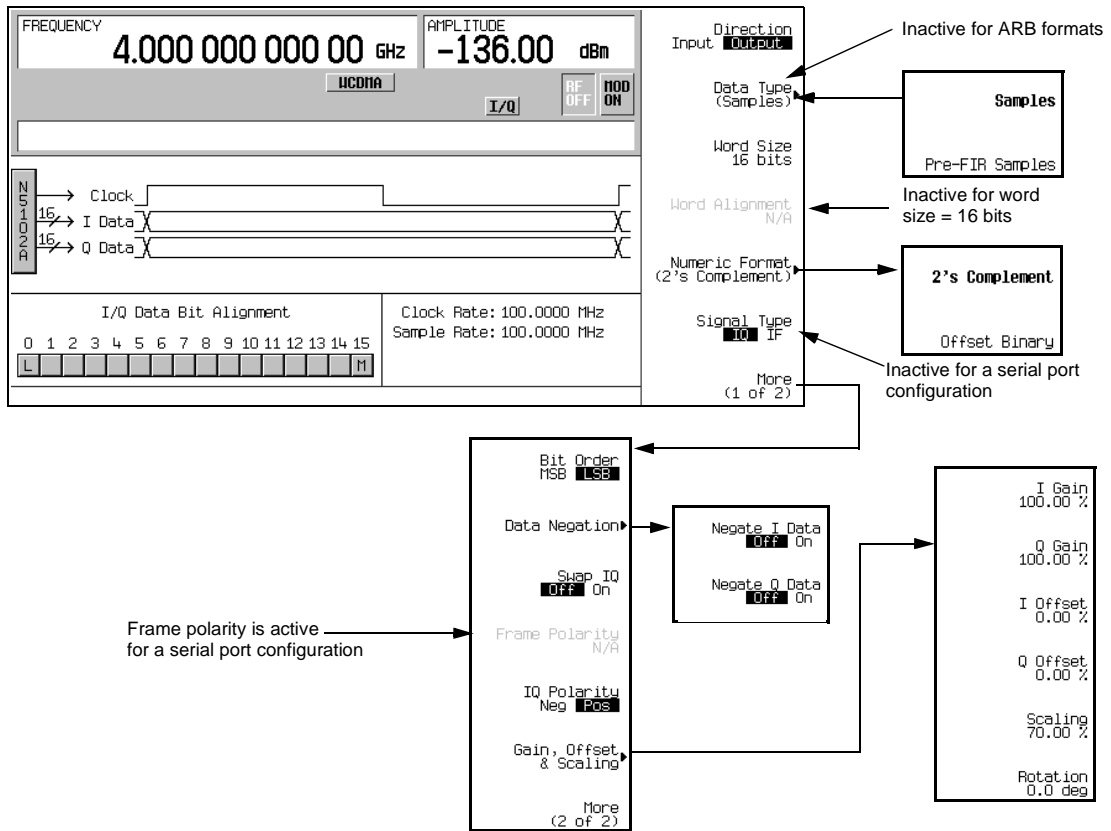 FREQUENCY
4.000 000 000 00 GHz
AMPLITUDE
-136.00 dBm
WCDMA
I/Q
RF OFF
MOD ON
N5102A
Clock
16 I Data
16 Q Data
I/Q Data Bit Alignment
0 1 2 3 4 5 6 7 8 9 10 11 12 13 14 15
L M
Clock Rate: 100.0000 MHz
Sample Rate: 100.0000 MHz
Direction
Input Output
Data Type
(Samples)
Word Size
16 bits
Word Alignment
N/A
Numeric Format
(2's Complement)
Signal Type
IQ IF
More
(1 of 2)
Inactive for ARB formats
Samples
Pre-FIR Samples
Inactive for word
size = 16 bits
2's Complement
Offset Binary
Inactive for a serial port
configuration
Bit Order
MSB LSB
Data Negation
Swap IQ
Off On
Frame Polarity
N/A
IQ Polarity
Neg Pos
Gain, Offset
& Scaling
More
(2 of 2)
Frame polarity is active
for a serial port configuration
Negate I Data
Off On
Negate Q Data
Off On
I Gain
100.00 %
Q Gain
100.00 %
I Offset
0.00 %
Q Offset
0.00 %
Scaling
70.00 %
Rotation
0.0 deg